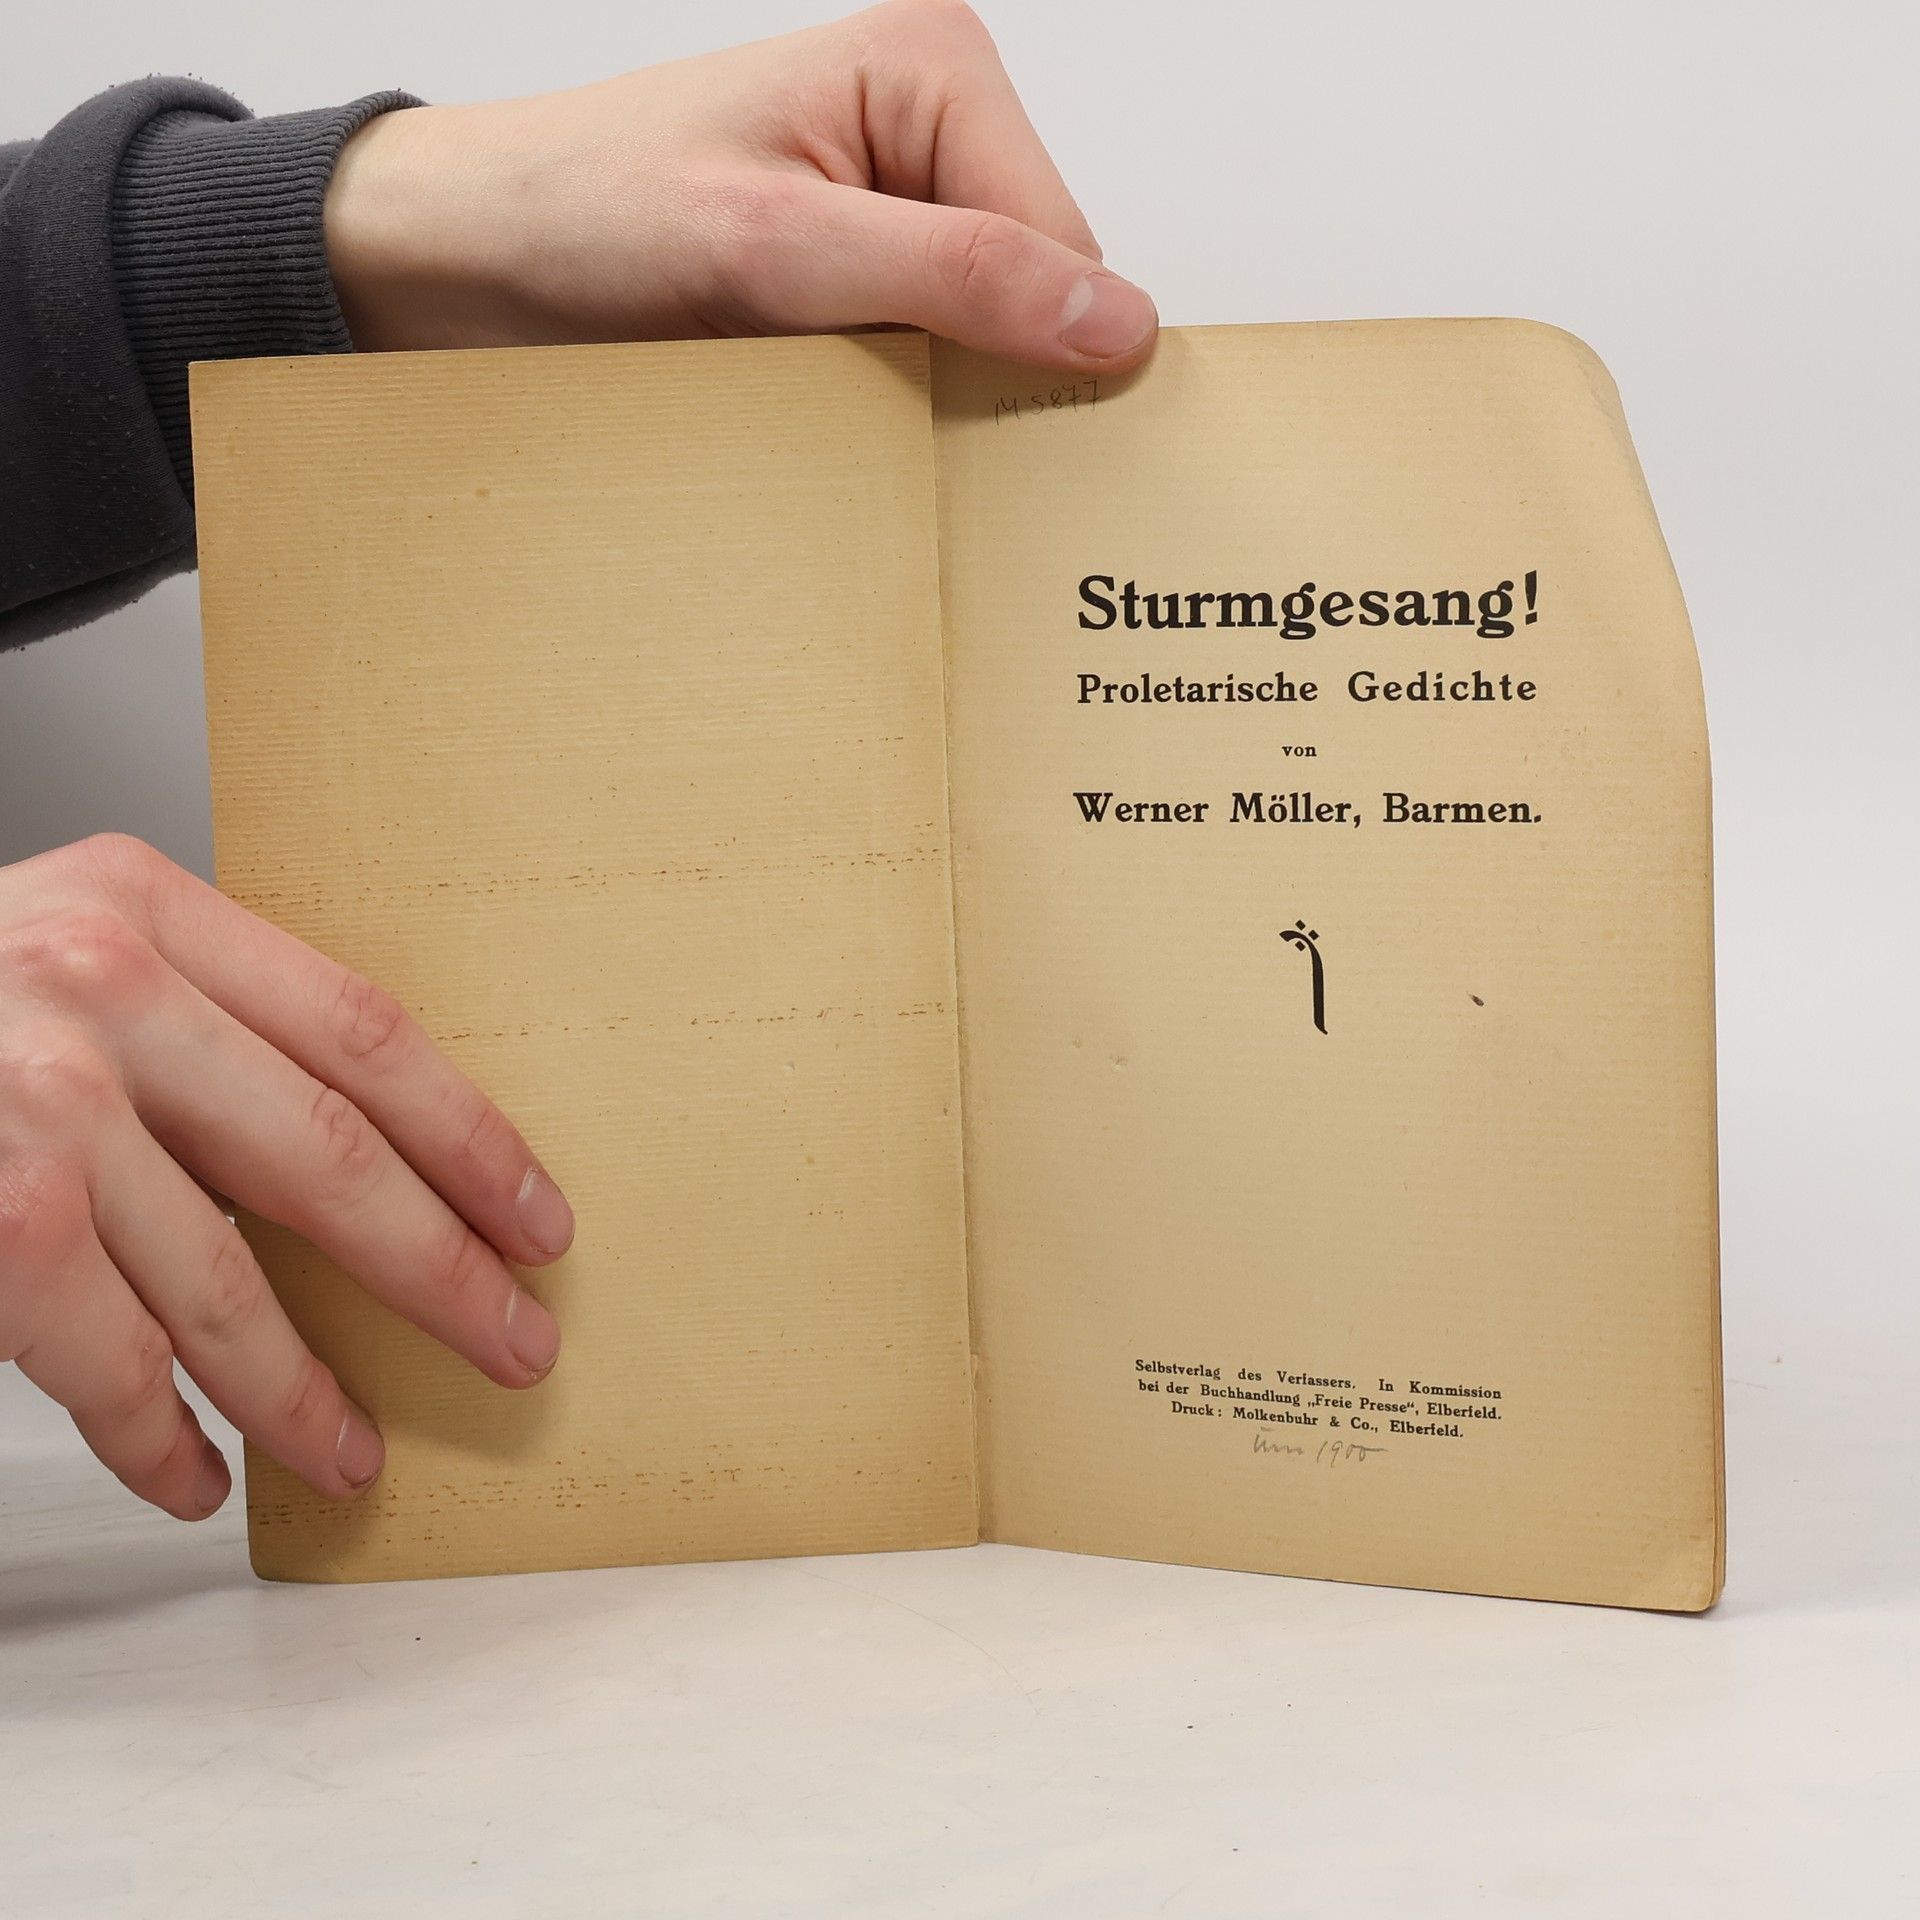 M 5877
Sturmgesang!
Proletarische Gedichte
von
Werner Möller, Barmen.
Selbstverlag des Verfassers. In Kommission
bei der Buchhandlung „Freie Presse“, Elberfeld.
Druck: Molkenbuhr & Co., Elberfeld.
um 1900